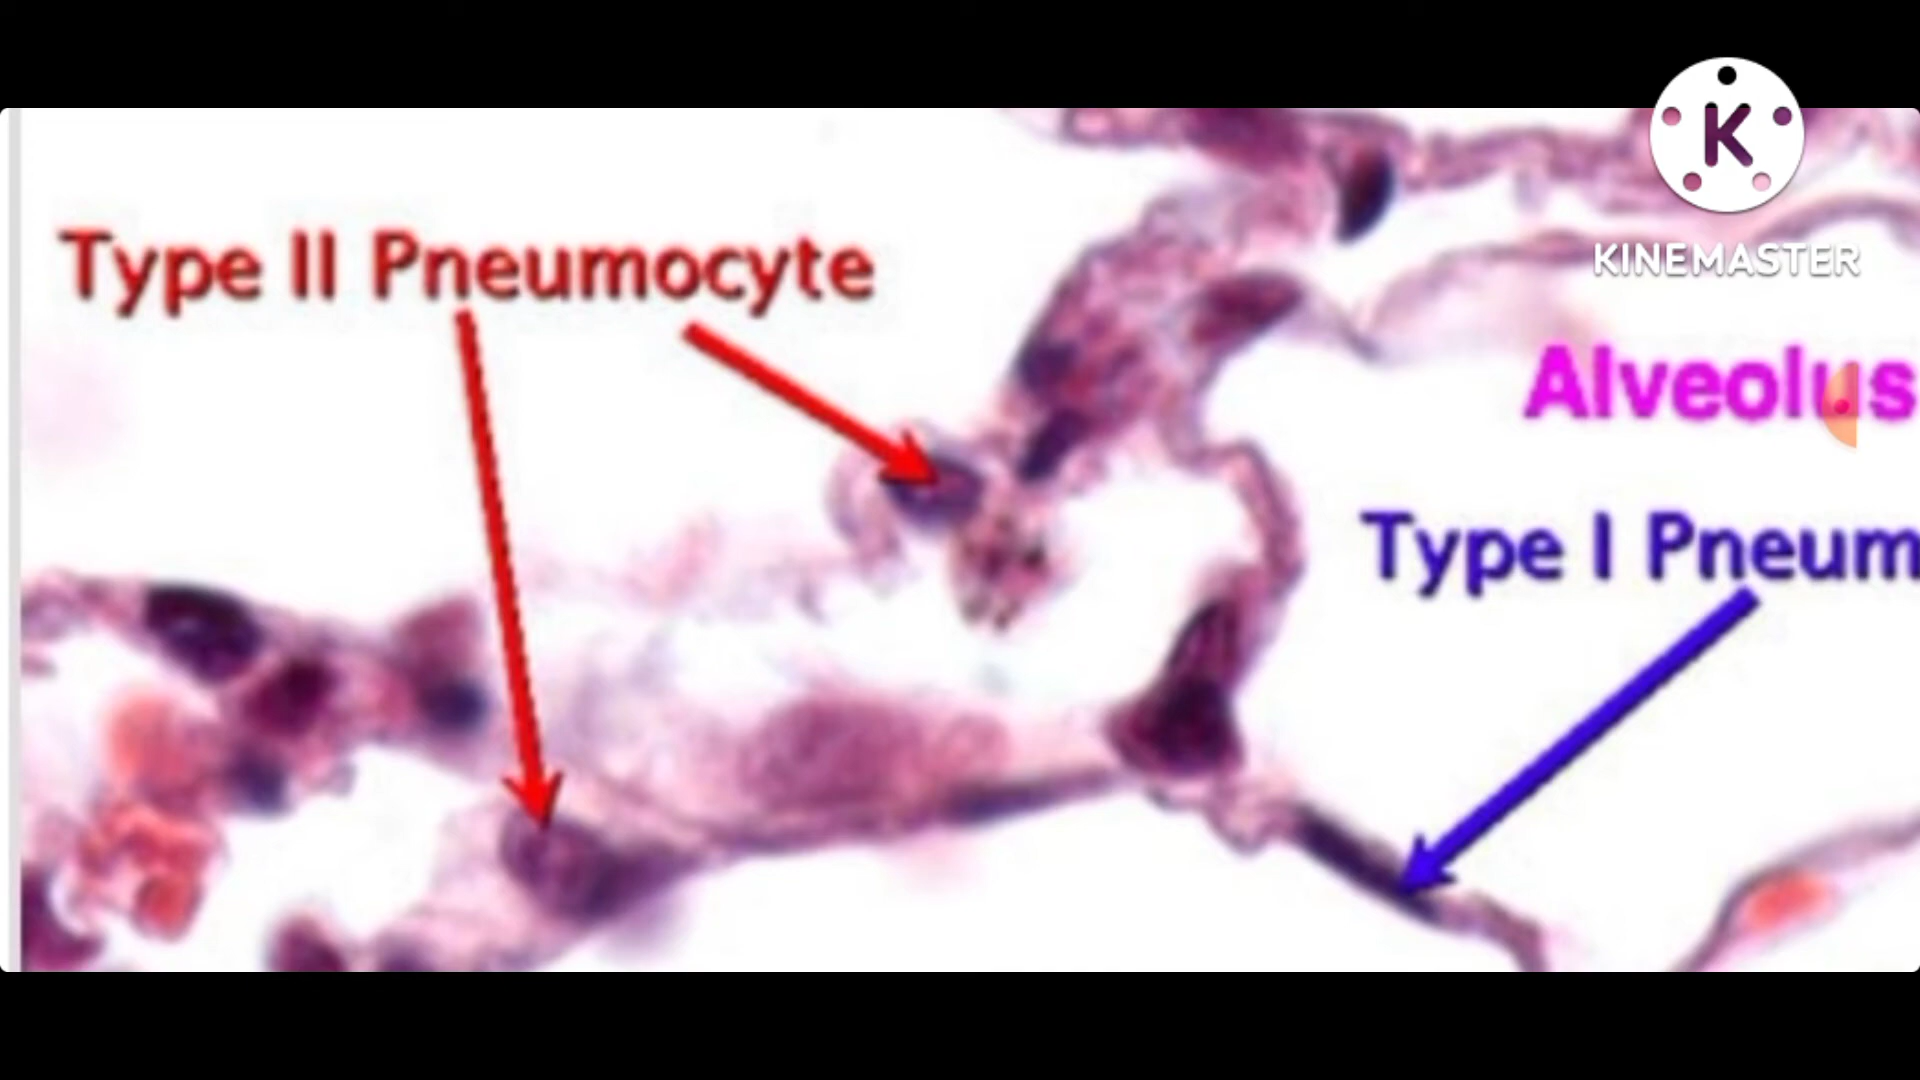 K
KINEMASTER
Type II Pneumocyte
Alveolus
Type I Pneum